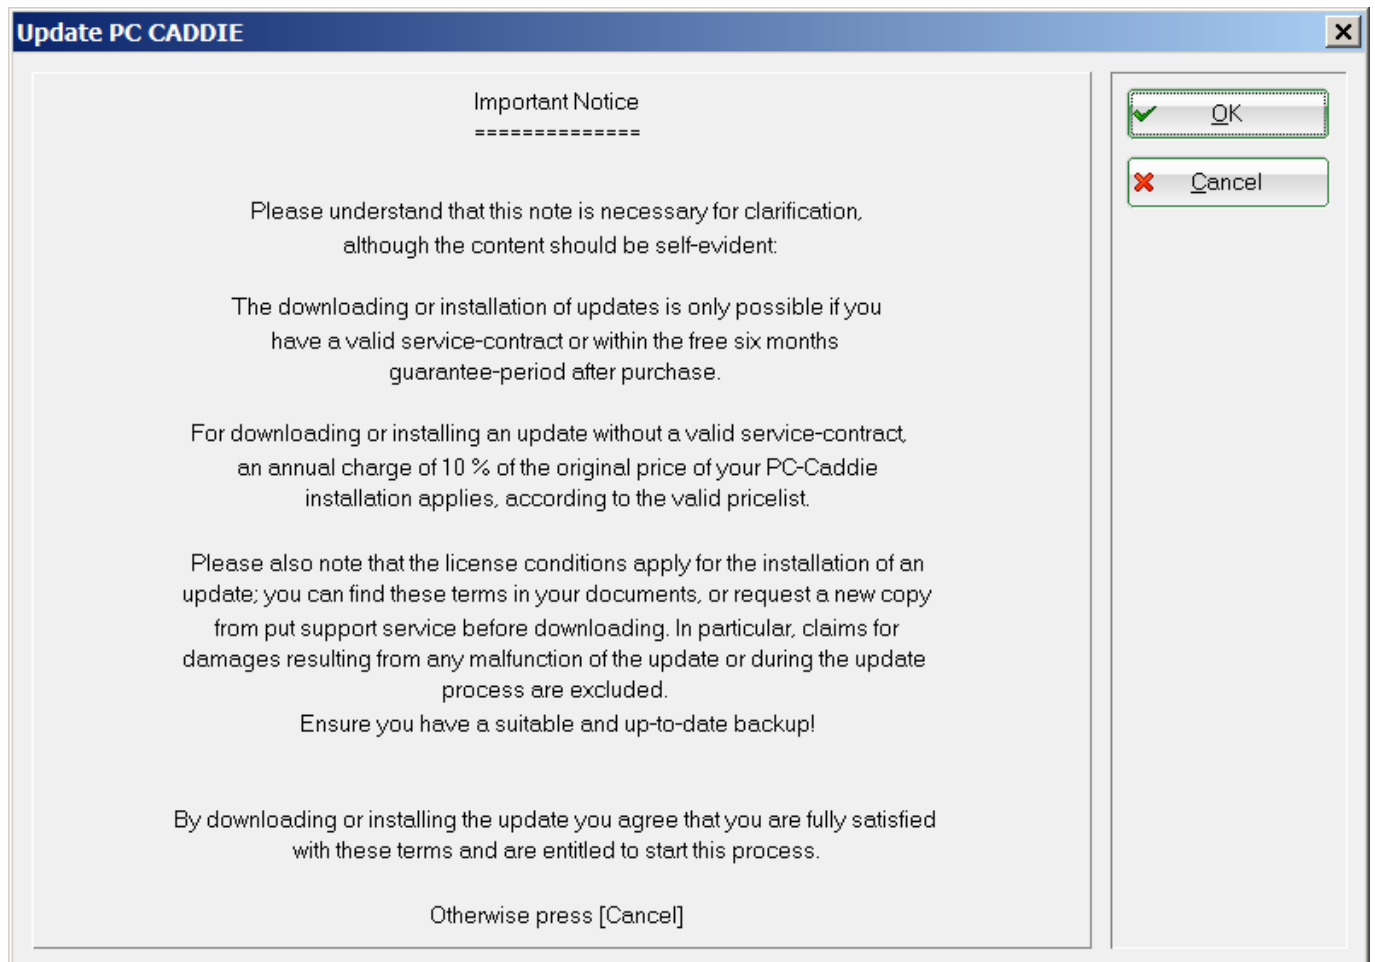 Update PC CADDIE
Important Notice
==============
Please understand that this note is necessary for clarification,
although the content should be self-evident:
The downloading or installation of updates is only possible if you
have a valid service-contract or within the free six months
guarantee-period after purchase.
For downloading or installing an update without a valid service-contract,
an annual charge of 10 % of the original price of your PC-Caddie
installation applies, according to the valid pricelist.
Please also note that the license conditions apply for the installation of an
update; you can find these terms in your documents, or request a new copy
from put support service before downloading. In particular, claims for
damages resulting from any malfunction of the update or during the update
process are excluded.
Ensure you have a suitable and up-to-date backup!
By downloading or installing the update you agree that you are fully satisfied
with these terms and are entitled to start this process.
Otherwise press [Cancel]
OK
Cancel